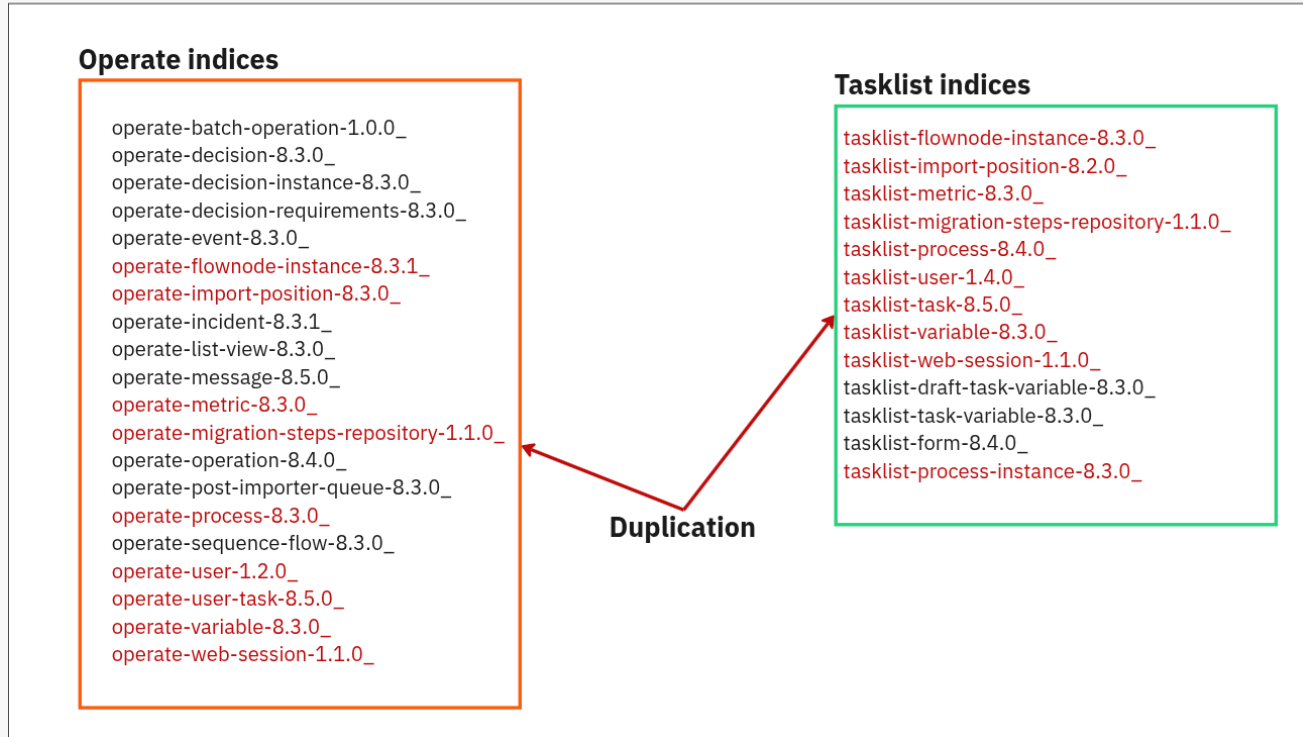 Operate indices
operate-batch-operation-1.0.0_
operate-decision-8.3.0_
operate-decision-instance-8.3.0_
operate-decision-requirements-8.3.0_
operate-event-8.3.0_
operate-flownode-instance-8.3.1_
operate-import-position-8.3.0_
operate-incident-8.3.1_
operate-list-view-8.3.0_
operate-message-8.5.0_
operate-metric-8.3.0_
operate-migration-steps-repository-1.1.0_
operate-operation-8.4.0_
operate-post-importer-queue-8.3.0_
operate-process-8.3.0_
operate-sequence-flow-8.3.0_
operate-user-1.2.0_
operate-user-task-8.5.0_
operate-variable-8.3.0_
operate-web-session-1.1.0_
Duplication
Tasklist indices
tasklist-flownode-instance-8.3.0_
tasklist-import-position-8.2.0_
tasklist-metric-8.3.0_
tasklist-migration-steps-repository-1.1.0_
tasklist-process-8.4.0_
tasklist-user-1.4.0_
tasklist-task-8.5.0_
tasklist-variable-8.3.0_
tasklist-web-session-1.1.0_
tasklist-draft-task-variable-8.3.0_
tasklist-task-variable-8.3.0_
tasklist-form-8.4.0_
tasklist-process-instance-8.3.0_